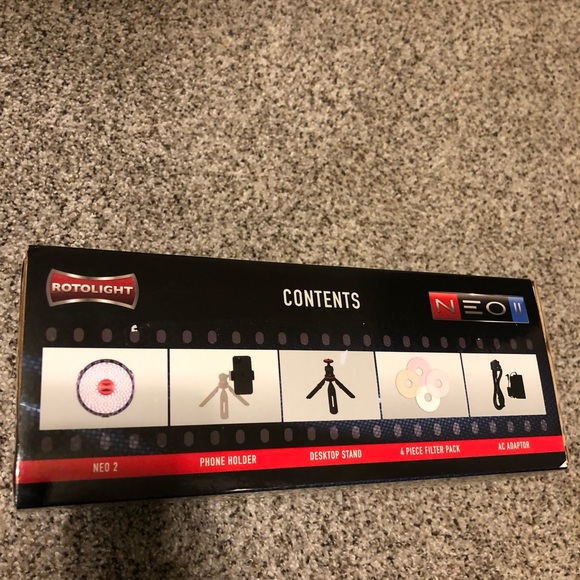 ROTOLIGHT
CONTENTS
NEO II
NEO 2
PHONE HOLDER
DESKTOP STAND
4 PIECE FILTER PACK
AC ADAPTOR